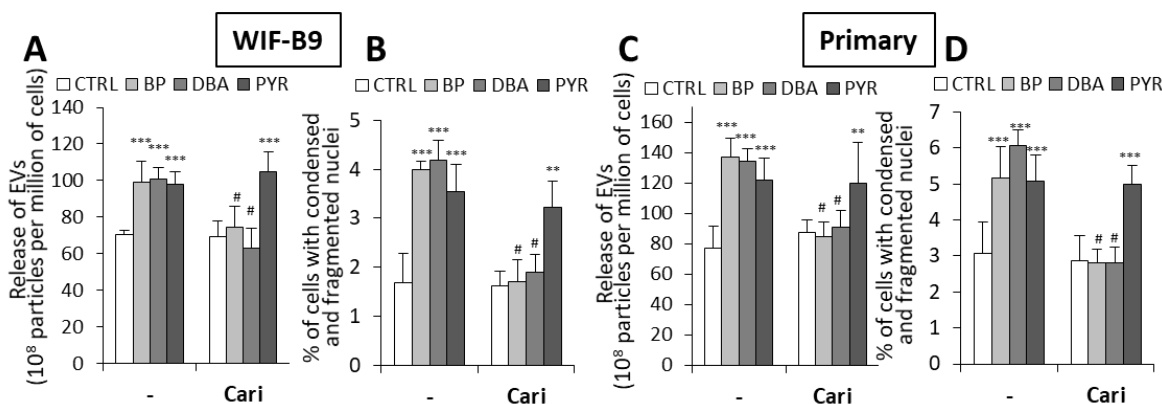 A WIF-B9 B
CTRL BP DBA PYR
Release of EVs
(10⁸ particles per million of cells)
140
120
100
80
60
40
20
0
*** *** ***
# #
***
- Cari
CTRL BP DBA PYR
% of cells with condensed
and fragmented nuclei
5
4
3
2
1
0
*** *** ***
# #
**
- Cari
C Primary D
CTRL BP DBA PYR
Release of EVs
(10⁸ particles per million of cells)
160
140
120
100
80
60
40
20
0
*** *** ***
# #
**
- Cari
CTRL BP DBA PYR
% of cells with condensed
and fragmented nuclei
7
6
5
4
3
2
1
0
*** *** ***
# #
***
- Cari